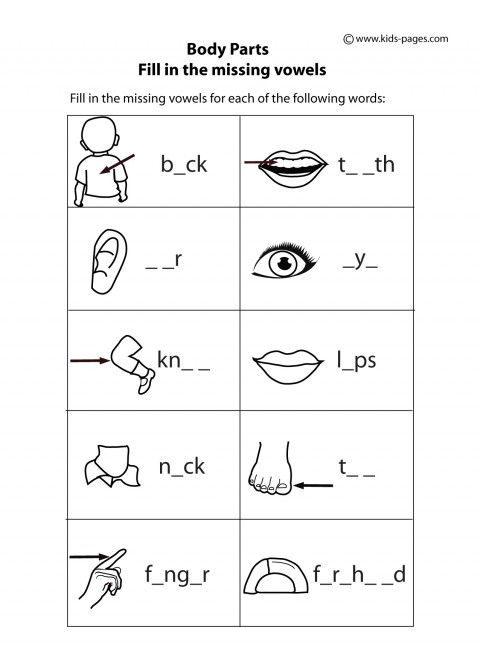 © www.kids-pages.com
Body Parts
Fill in the missing vowels
Fill in the missing vowels for each of the following words:
b_ck
t_ _th
_ _r
_y_
kn_ _
l_ps
n_ck
t_ _
f_ng_r
f_r_h_ _d